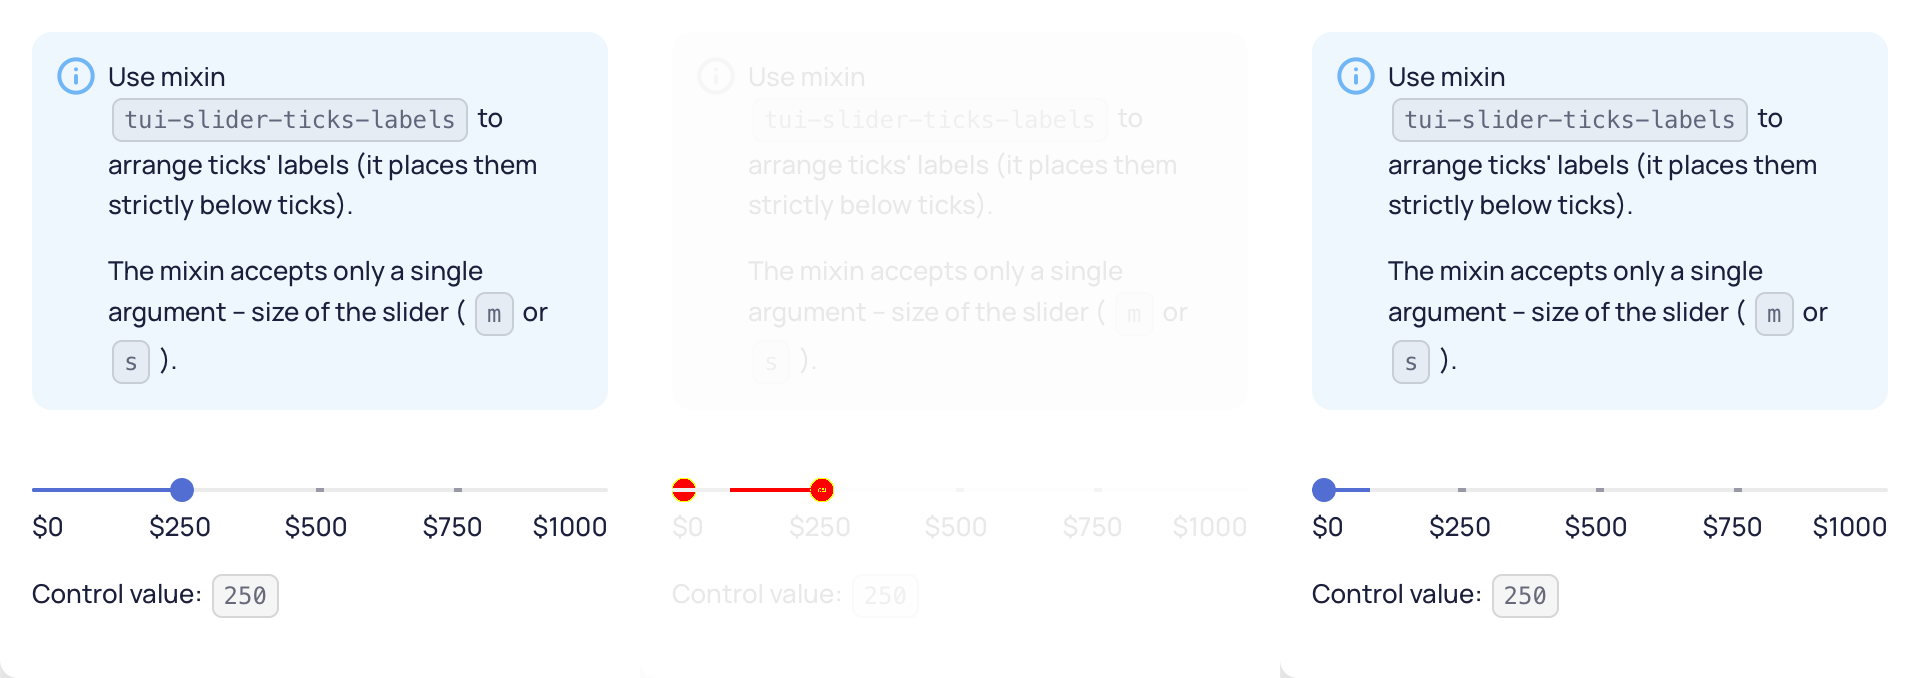 Use mixin
tui-slider-ticks-labels to
arrange ticks' labels (it places them
strictly below ticks).
The mixin accepts only a single
argument – size of the slider ( m or
s ).
$0 $250 $500 $750 $1000
Control value: 250
Use mixin
tui-slider-ticks-labels to
arrange ticks' labels (it places them
strictly below ticks).
The mixin accepts only a single
argument – size of the slider ( m or
s ).
$0 $250 $500 $750 $1000
Control value: 250
Use mixin
tui-slider-ticks-labels to
arrange ticks' labels (it places them
strictly below ticks).
The mixin accepts only a single
argument – size of the slider ( m or
s ).
$0 $250 $500 $750 $1000
Control value: 250